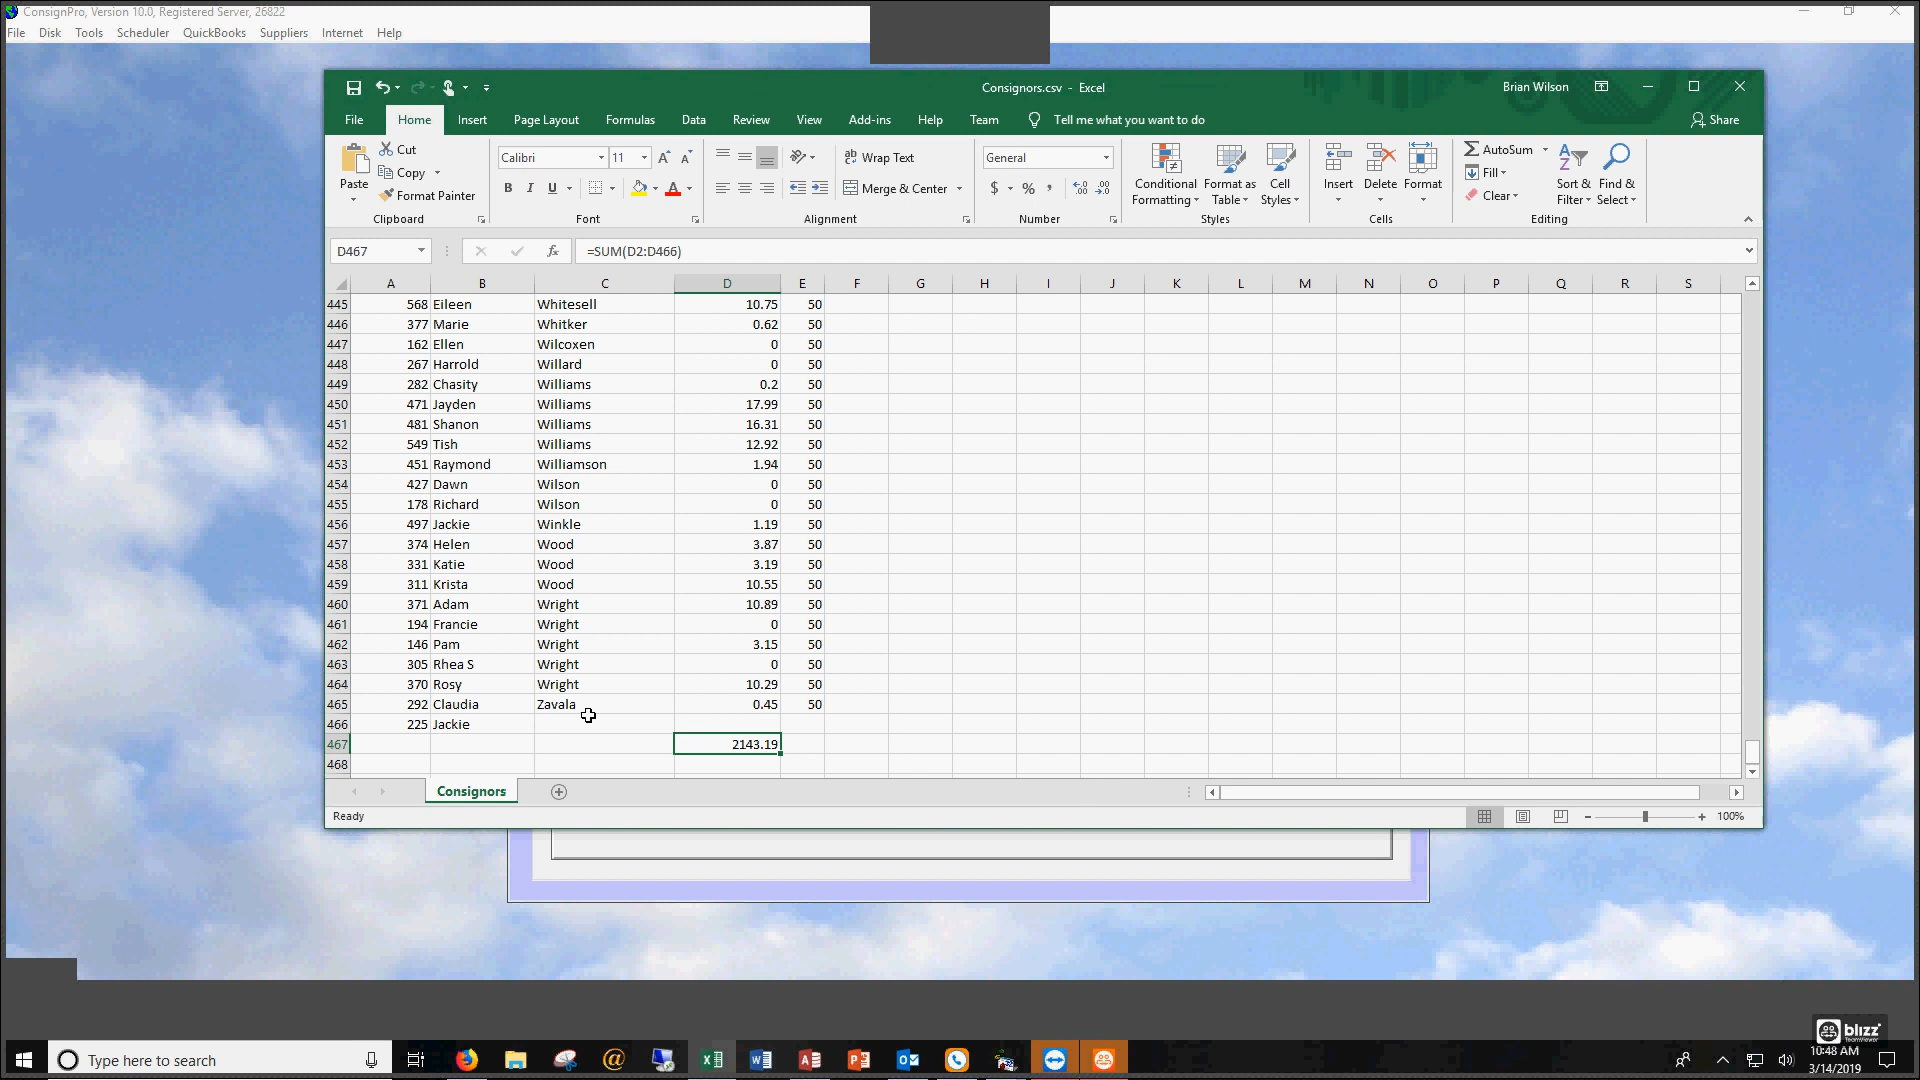 ConsignPro, Version 10.0, Registered Server, 26822
File Disk Tools Scheduler QuickBooks Suppliers Internet Help
Consignors.csv - Excel
Brian Wilson
File Home Insert Page Layout Formulas Data Review View Add-ins Help Team Tell me what you want to do Share
Paste
Cut
Copy
Format Painter
Clipboard
Calibri 11
B I U
Font
Wrap Text
Merge & Center
Alignment
General
$ %
Number
Conditional Formatting
Format as Table
Cell Styles
Styles
Insert Delete Format
Cells
AutoSum
Fill
Clear
Sort & Filter
Find & Select
Editing
D467 fx =SUM(D2:D466)
A B C D E F G H I J K L M N O P Q R S
445 568 Eileen Whitesell 10.75 50
446 377 Marie Whitker 0.62 50
447 162 Ellen Wilcoxen 0 50
448 267 Harrold Willard 0 50
449 282 Chasity Williams 0.2 50
450 471 Jayden Williams 17.99 50
451 481 Shanon Williams 16.31 50
452 549 Tish Williams 12.92 50
453 451 Raymond Williamson 1.94 50
454 427 Dawn Wilson 0 50
455 178 Richard Wilson 0 50
456 497 Jackie Winkle 1.19 50
457 374 Helen Wood 3.87 50
458 331 Katie Wood 3.19 50
459 311 Krista Wood 10.55 50
460 371 Adam Wright 10.89 50
461 194 Francie Wright 0 50
462 146 Pam Wright 3.15 50
463 305 Rhea S Wright 0 50
464 370 Rosy Wright 10.29 50
465 292 Claudia Zavala 0.45 50
466 225 Jackie
467 2143.19
468
Consignors
Ready
100%
blizz
TeamViewer
Type here to search
10:48 AM
3/14/2019